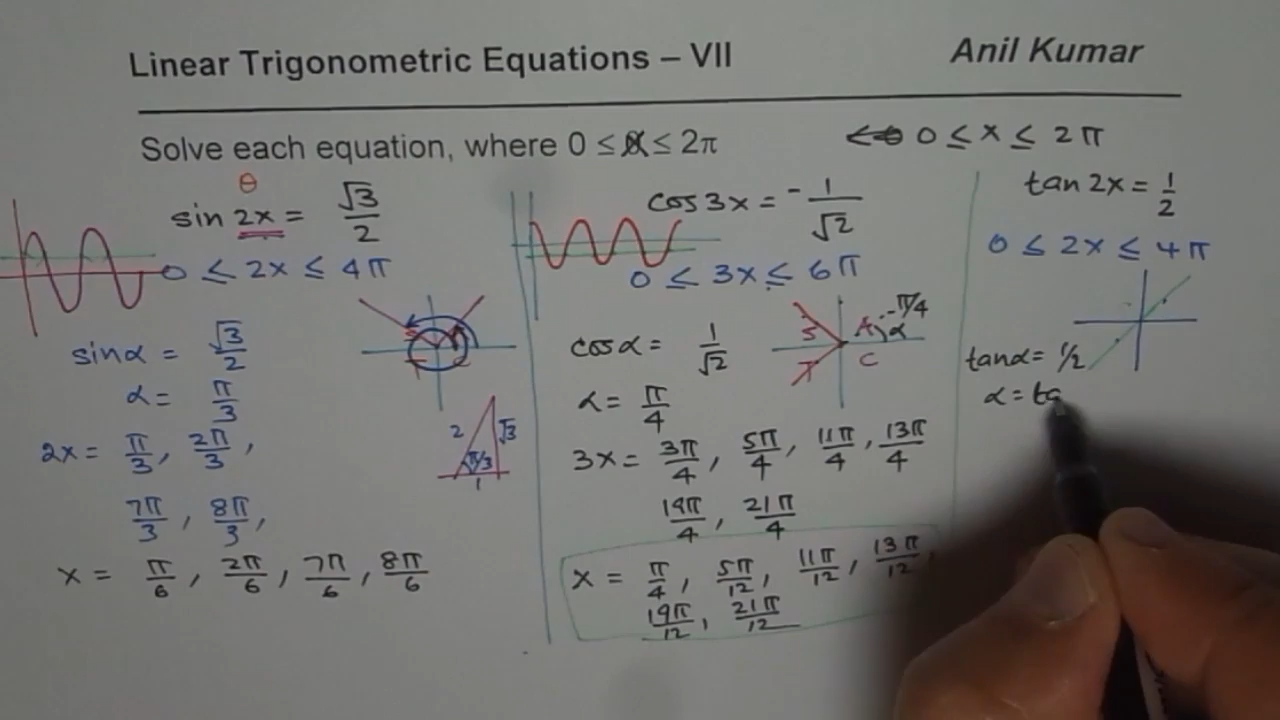 Linear Trigonometric Equations – VII
Anil Kumar
Solve each equation, where 0 ≤ x ≤ 2π
0 ≤ x ≤ 2π
θ
sin 2x = √3/2
0 ≤ 2x ≤ 4π
sinα = √3/2
α = π/3
2x = π/3, 2π/3,
7π/3, 8π/3,
x = π/6, 2π/6, 7π/6, 8π/6
2 √3
π/3
1
cos 3x = - 1/√2
0 ≤ 3x ≤ 6π
cosα = 1/√2
α = π/4
S A α π/4
T C
3x = 3π/4, 5π/4, 11π/4, 13π/4
19π/4, 21π/4
x = π/4, 5π/12, 11π/12, 13π/12,
19π/12, 21π/12
tan 2x = 1/2
0 ≤ 2x ≤ 4π
tanα = 1/2
α = ta